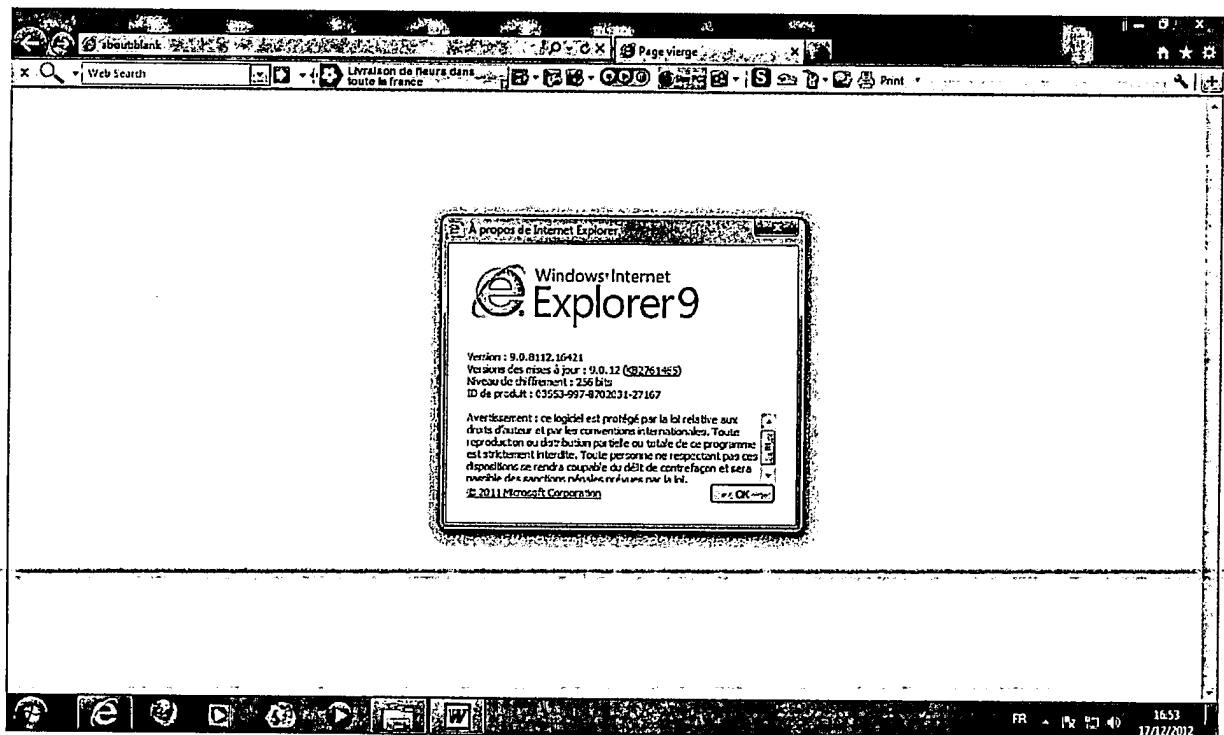 about:blank
Page vierge
Web Search
Livraison de fleurs dans
toute la france
S
Print
À propos de Internet Explorer
Windows Internet
Explorer 9
Version : 9.0.8112.16421
Versions des mises à jour : 9.0.12 (KB2761465)
Niveau de chiffrement : 256 bits
ID de produit : 03553-997-8702031-27167
Avertissement : ce logiciel est protégé par la loi relative aux
droits d'auteur et par les conventions internationales. Toute
reproduction ou distribution partielle ou totale de ce programme
est strictement interdite. Toute personne ne respectant pas ces
dispositions se rendra coupable du délit de contrefaçon et sera
passible des sanctions pénales prévues par la loi.
© 2011 Microsoft Corporation
OK
W
FR
16:53
17/12/2012